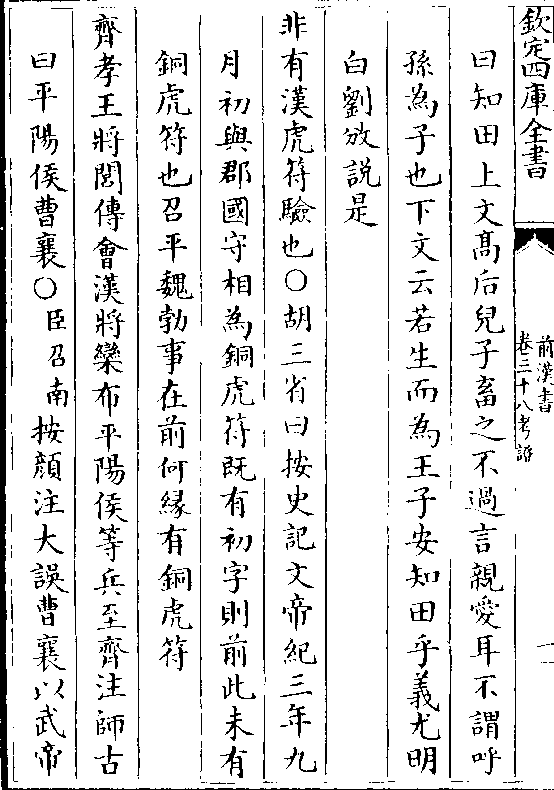 欽定四庫全書
前漢書
卷三十八考證
曰知田上文髙后兒子畜之不過言親愛耳不謂呼
孫為子也下文云若生而為王子安知田乎義尤明
白劉攽説是
非有漢虎符驗也○胡三省曰按史記文帝紀三年九
月初與郡國守相為銅虎符既有初字則前此未有
銅虎符也召平魏勃事在前何緣有銅虎符
齊孝王將閭傳會漢將欒布平陽侯等兵至齊注師古
曰平陽侯曹襄○臣召南按顔注大誤曹襄以武帝